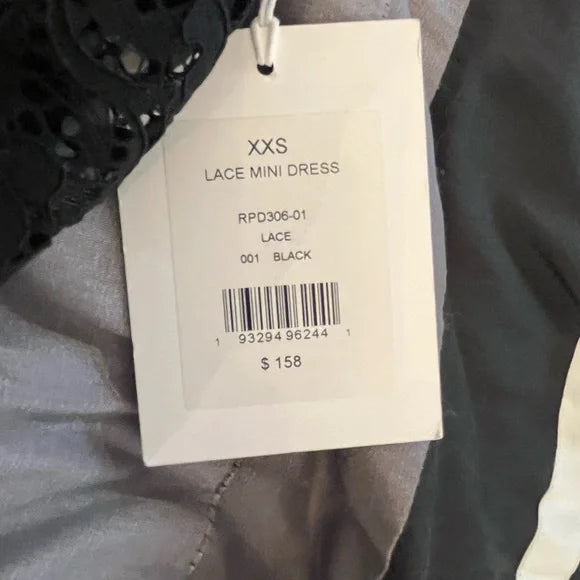 XXS
LACE MINI DRESS
RPD306-01
LACE
001 BLACK
1 93294 96244 1
$ 158